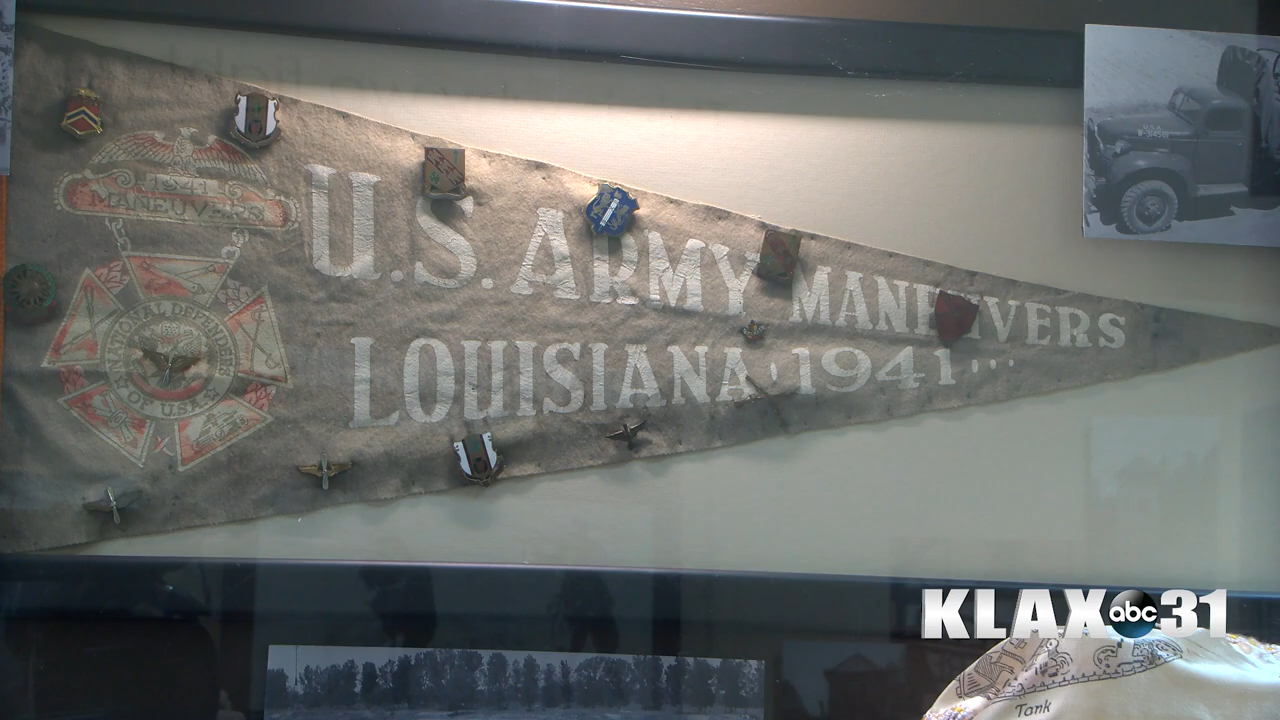 1941
MANEUVERS
U.S. ARMY MANEUVERS
LOUISIANA · 1941...
NATIONAL DEFENDERS
OF U.S.A.
U.S.A.
KLAX abc 31
Tank